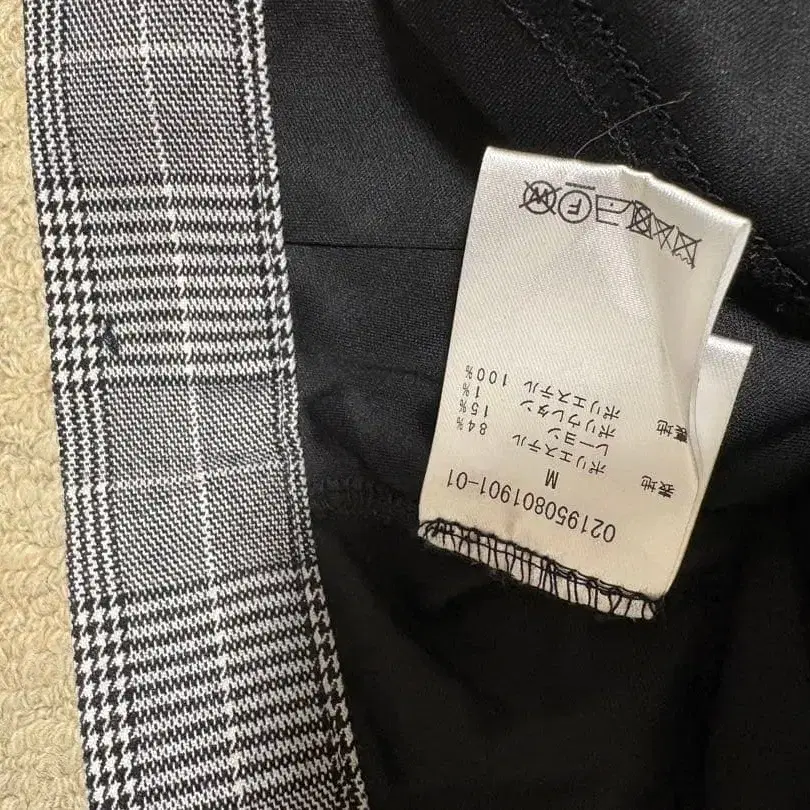 021950801901-01
M
表地 ポリエステル 84%
レーヨン 15%
ポリウレタン 1%
裏地 ポリエステル 100%
F W